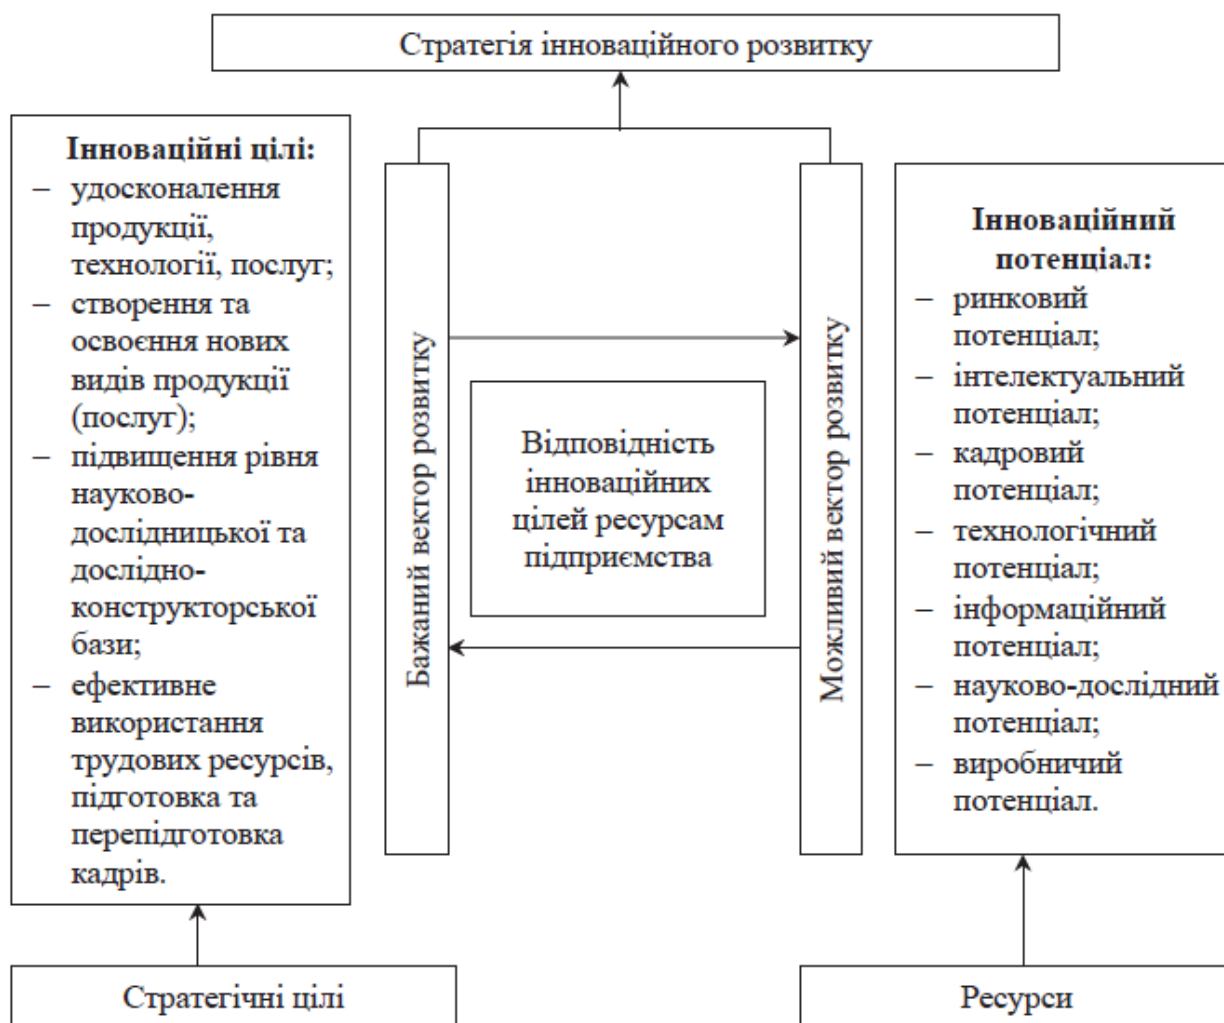 Стратегія інноваційного розвитку
Інноваційні цілі:
– удосконалення
продукції,
технології, послуг;
– створення та
освоєння нових
видів продукції
(послуг);
– підвищення рівня
науково-
дослідницької та
дослідно-
конструкторської
бази;
– ефективне
використання
трудових ресурсів,
підготовка та
перепідготовка
кадрів.
Бажаний вектор розвитку
Відповідність
інноваційних
цілей ресурсам
підприємства
Можливий вектор розвитку
Інноваційний
потенціал:
– ринковий
потенціал;
– інтелектуальний
потенціал;
– кадровий
потенціал;
– технологічний
потенціал;
– інформаційний
потенціал;
– науково-дослідний
потенціал;
– виробничий
потенціал.
Стратегічні цілі
Ресурси